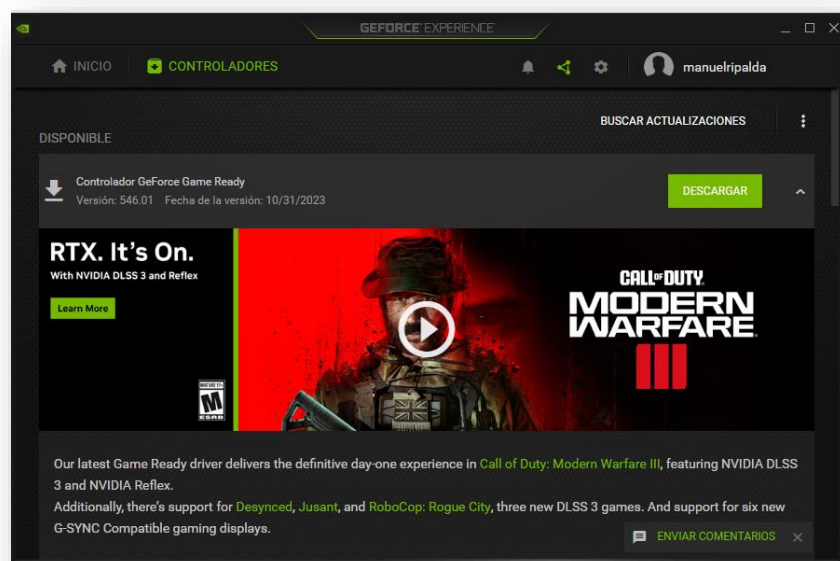 GEFORCE EXPERIENCE
INICIO
CONTROLADORES
manuelripalda
BUSCAR ACTUALIZACIONES
DISPONIBLE
Controlador GeForce Game Ready
Versión: 546.01 Fecha de la versión: 10/31/2023
DESCARGAR
RTX. It's On.
With NVIDIA DLSS 3 and Reflex
Learn More
MATURE 17+
M
ESRB
CALL OF DUTY
MODERN
WARFARE
III
Our latest Game Ready driver delivers the definitive day-one experience in Call of Duty: Modern Warfare III, featuring NVIDIA DLSS
3 and NVIDIA Reflex.
Additionally, there's support for Desynced, Jusant, and RoboCop: Rogue City, three new DLSS 3 games. And support for six new
G-SYNC Compatible gaming displays.
ENVIAR COMENTARIOS